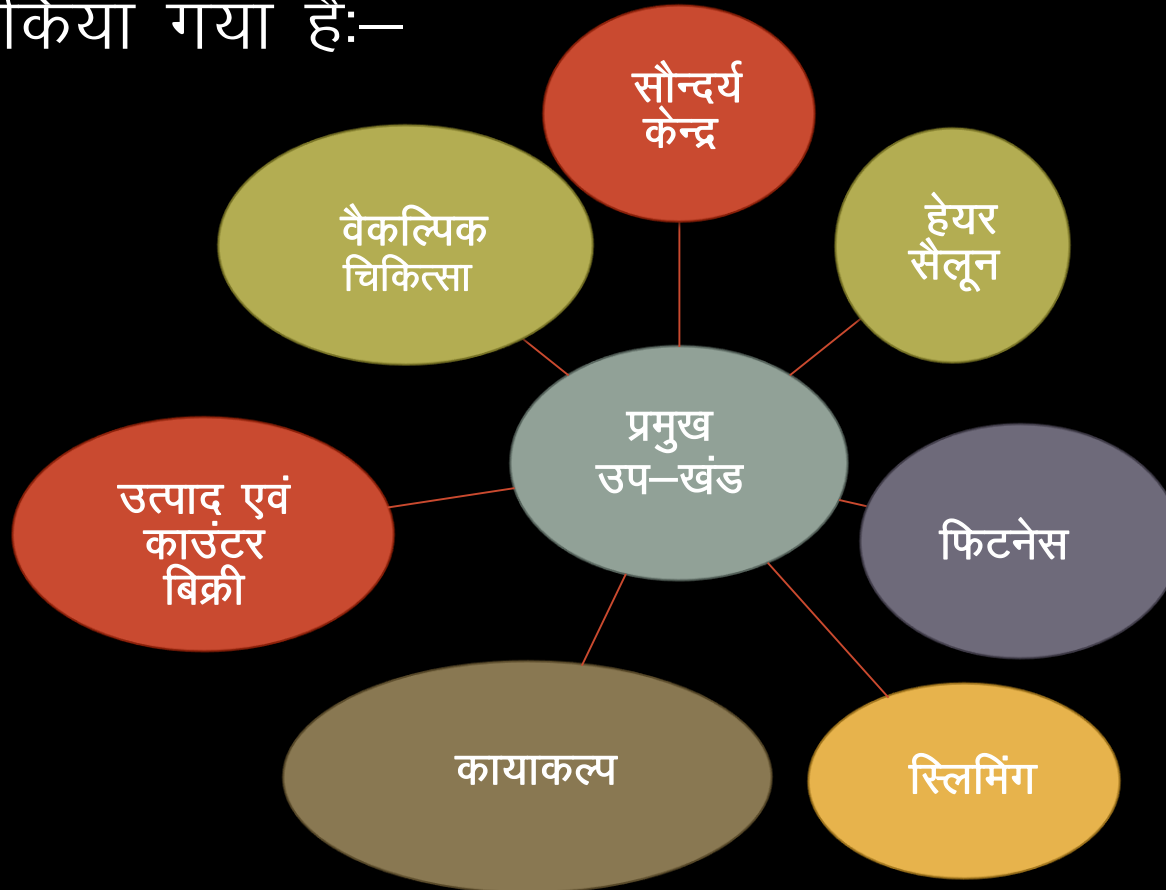 किया गया हैः–
सौन्दर्य
केन्द्र
वैकल्पिक
चिकित्सा
हेयर
सैलून
प्रमुख
उप–खंड
उत्पाद एवं
काउंटर
बिक्री
फिटनेस
कायाकल्प
स्लिमिंग